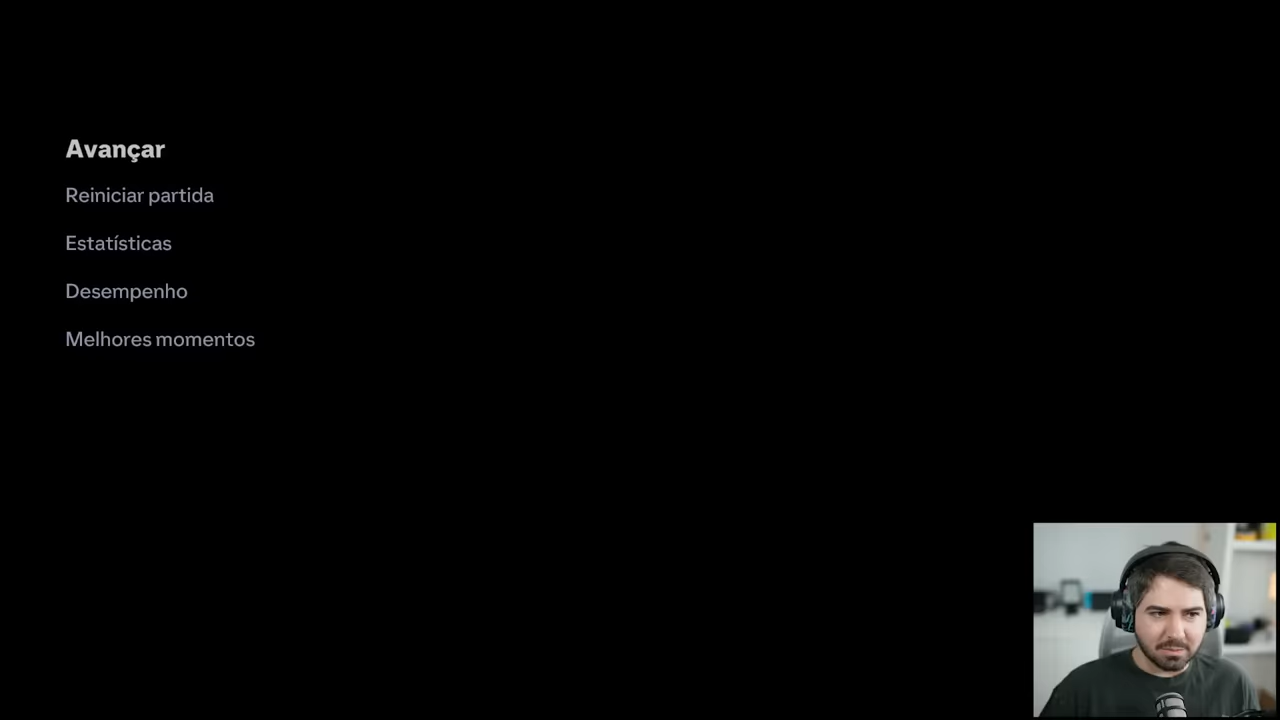 Avançar
Reiniciar partida
Estatísticas
Desempenho
Melhores momentos